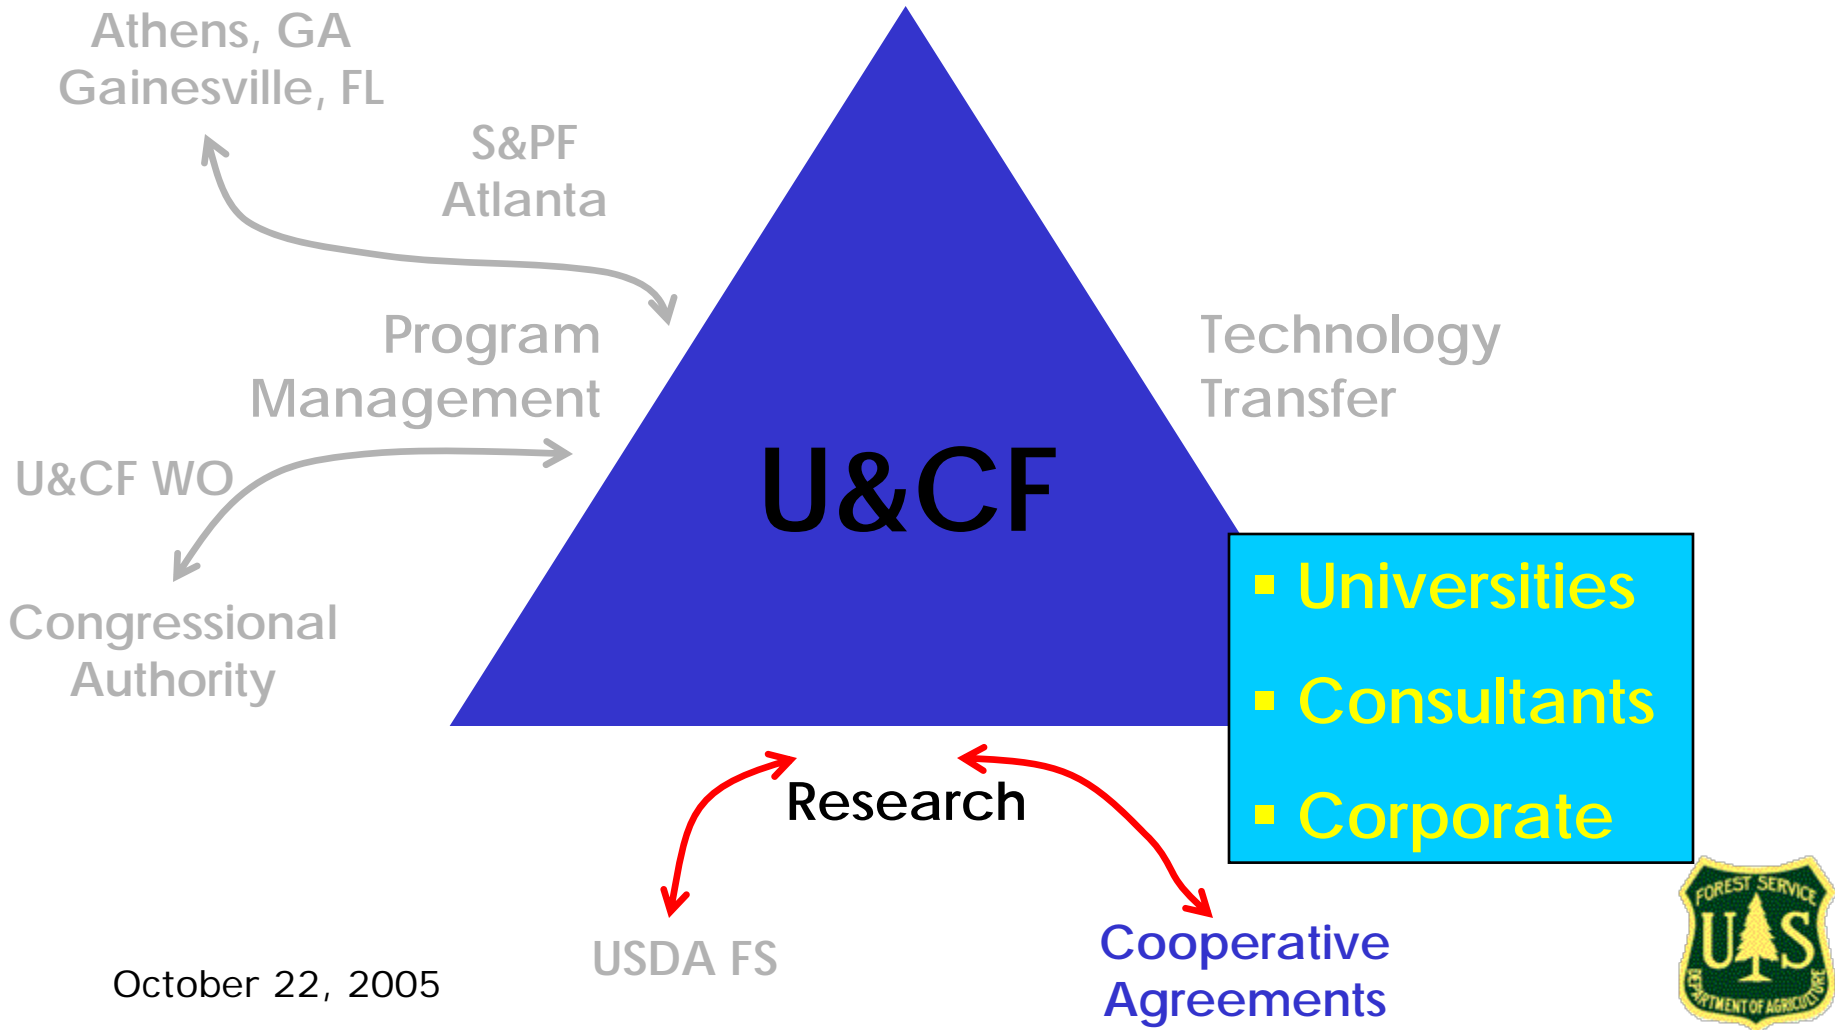 Athens, GA
Gainesville, FL
S&PF
Atlanta
Program
Management
Technology
Transfer
U&CF WO
U&CF
Congressional
Authority
▪ Universities
▪ Consultants
▪ Corporate
Research
USDA FS
Cooperative
Agreements
October 22, 2005
FOREST SERVICE
U S
DEPARTMENT OF AGRICULTURE